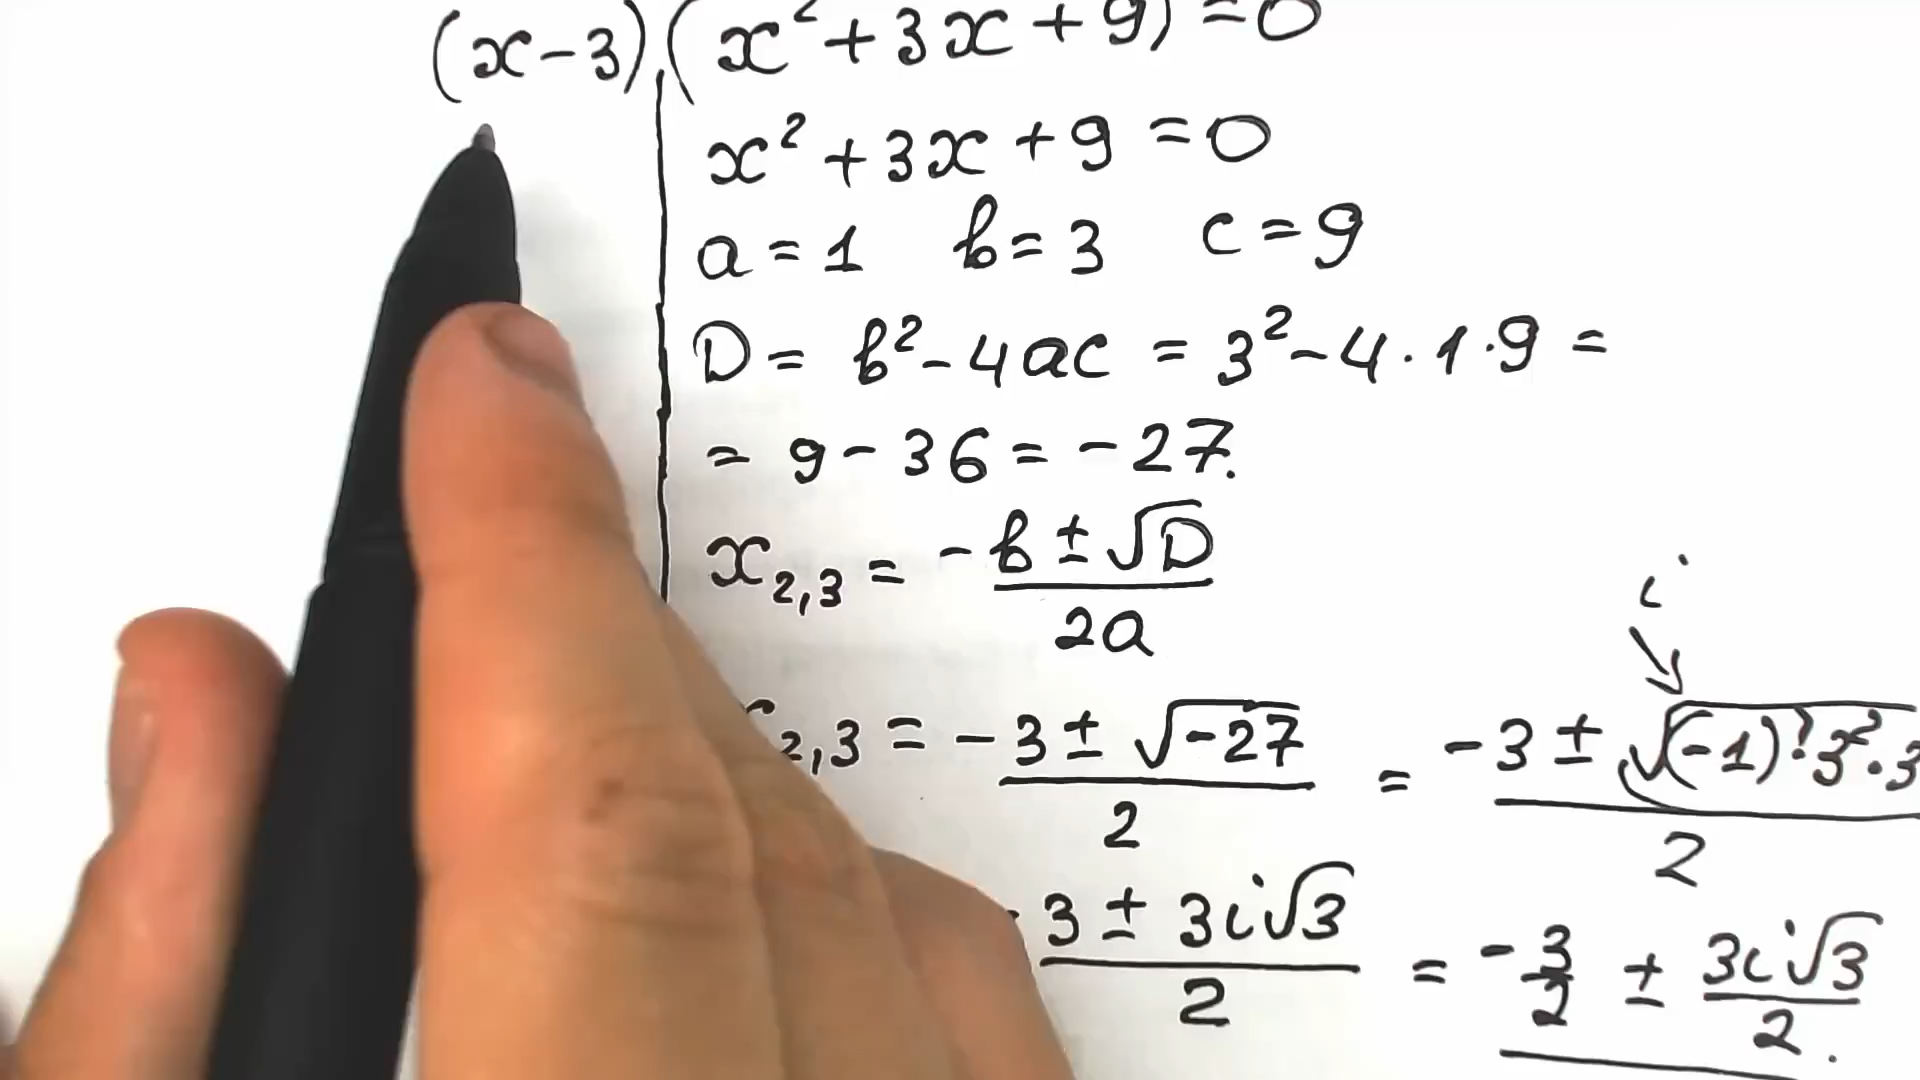 (x-3)(x²+3x+9)=0
x²+3x+9=0
a=1 b=3 c=9
D=b²-4ac=3²-4·1·9=
=9-36=-27.
x₂,₃=(-b±√D)/2a
i
x₂,₃=(-3±√-27)/2=(-3±√(-1)·3²·3)/2
-3±3i√3/2=-3/2±3i√3/2.